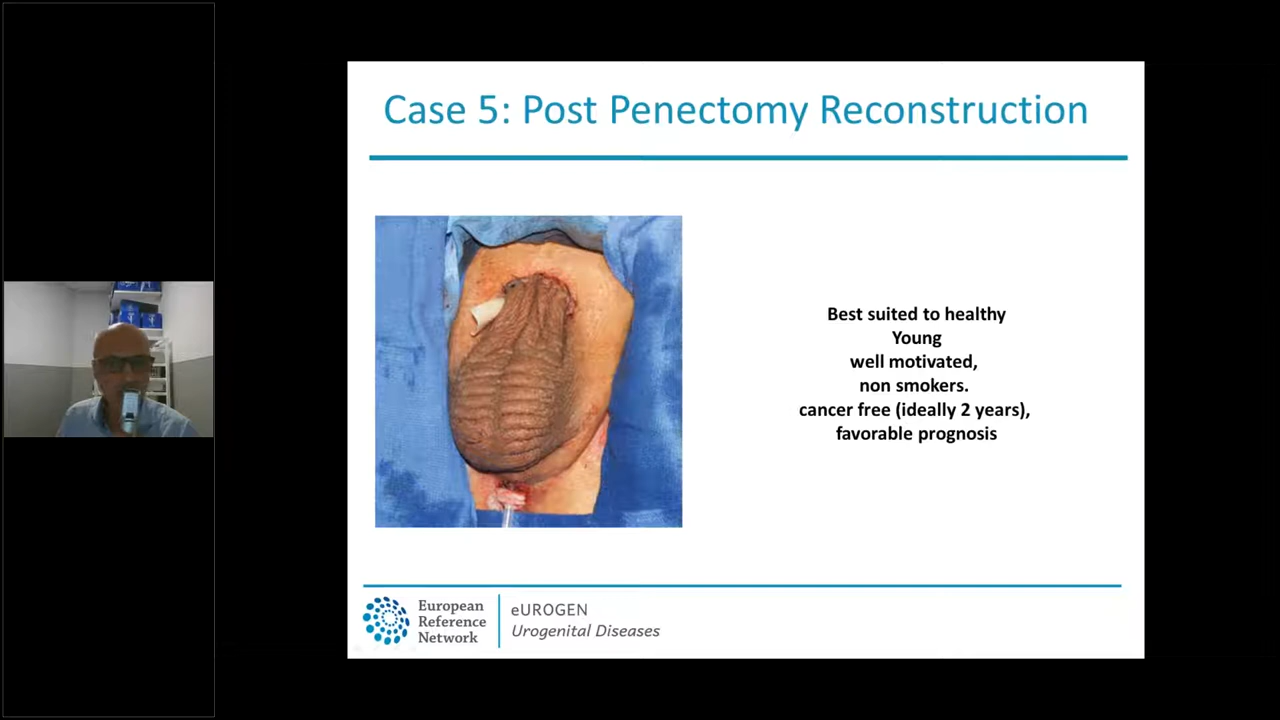 Case 5: Post Penectomy Reconstruction
Best suited to healthy
Young
well motivated,
non smokers.
cancer free (ideally 2 years),
favorable prognosis
European
Reference
Network
eUROGEN
Urogenital Diseases